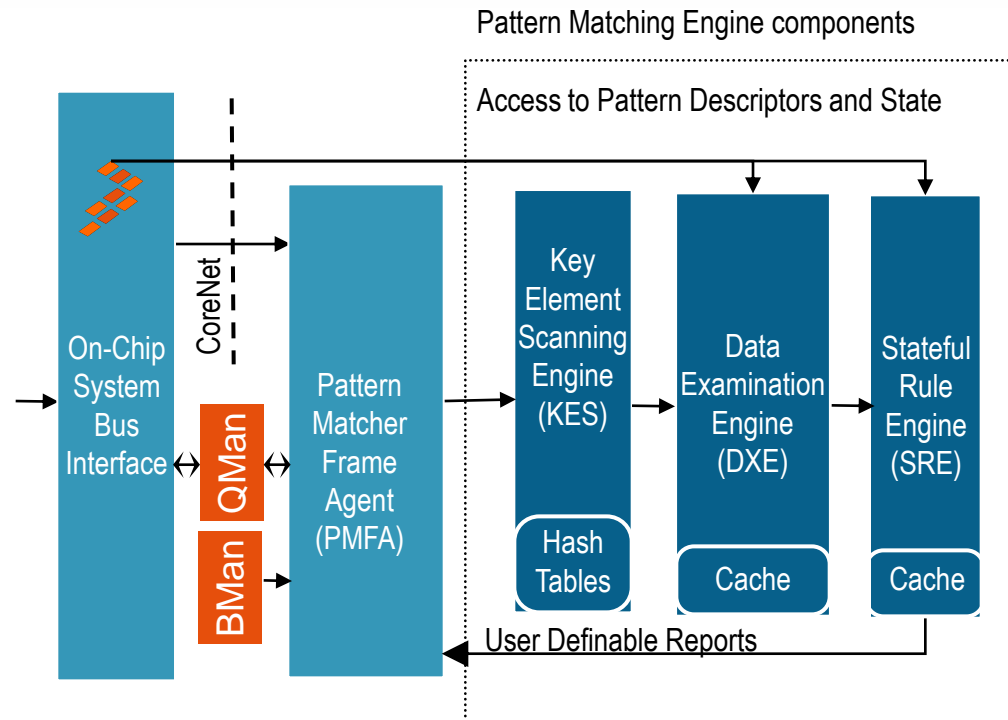 Pattern Matching Engine components
Access to Pattern Descriptors and State
CoreNet
On-Chip
System
Bus
Interface
QMan
BMan
Pattern
Matcher
Frame
Agent
(PMFA)
Key
Element
Scanning
Engine
(KES)
Hash
Tables
Data
Examination
Engine
(DXE)
Cache
Stateful
Rule
Engine
(SRE)
Cache
User Definable Reports